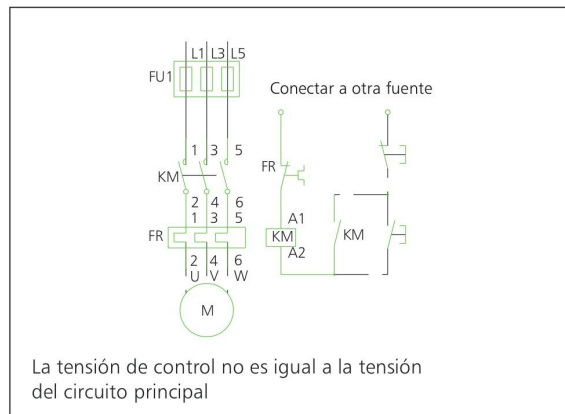 L1 L3 L5
FU1
Conectar a otra fuente
1 3 5
KM
FR
2 4 6
1 3 5
FR
A1
KM
A2
KM
2 4 6
U V W
M
La tensión de control no es igual a la tensión
del circuito principal